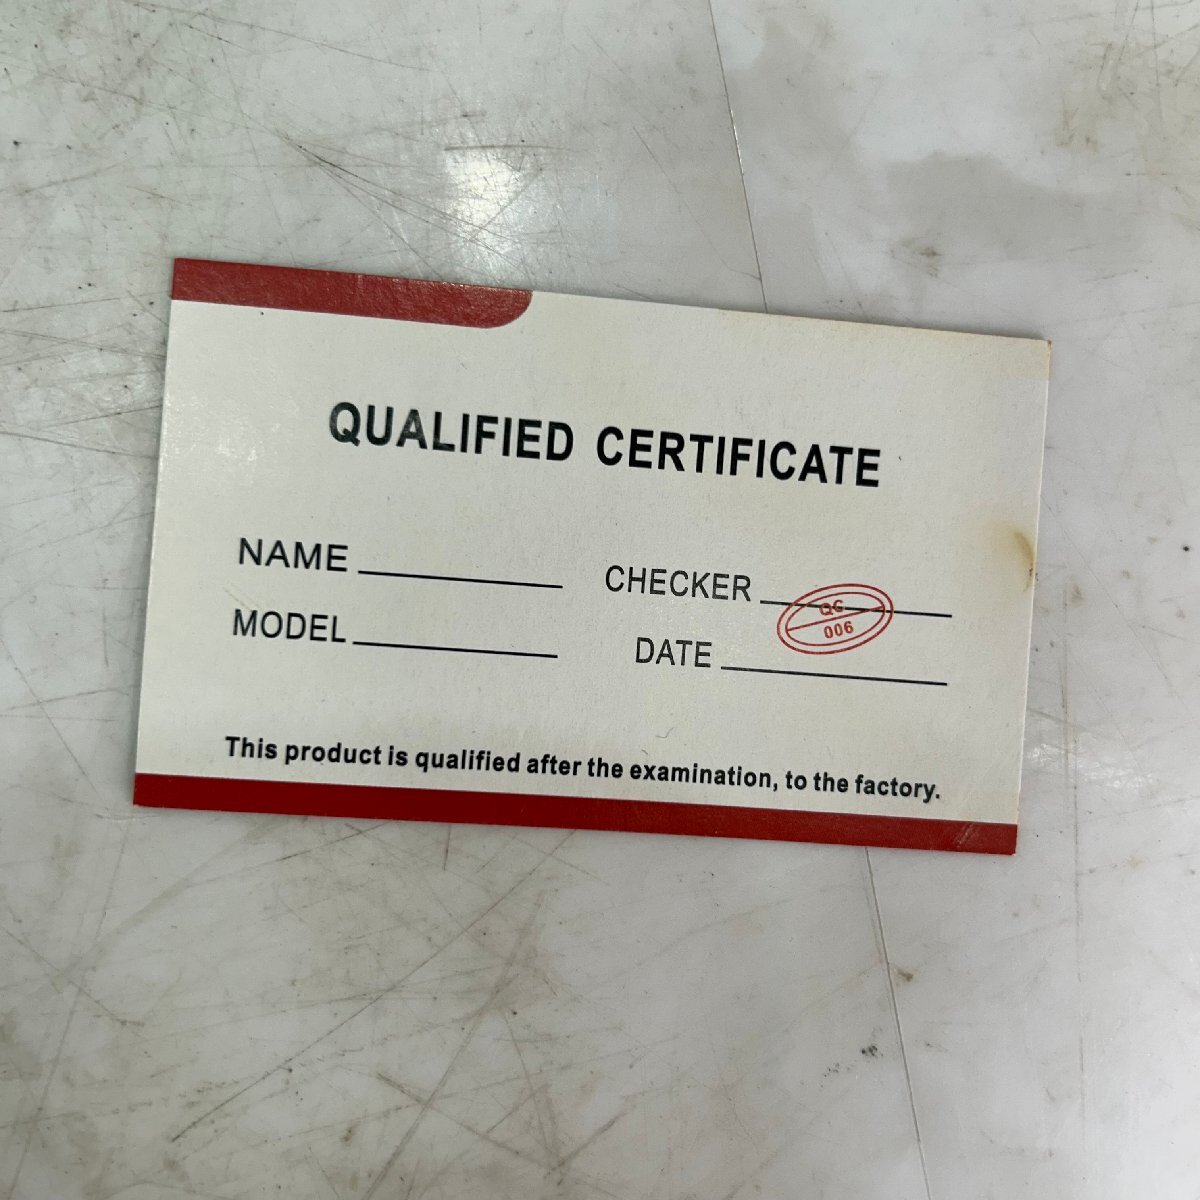 QUALIFIED CERTIFICATE
NAME
CHECKER
QC
006
MODEL
DATE
This product is qualified after the examination, to the factory.